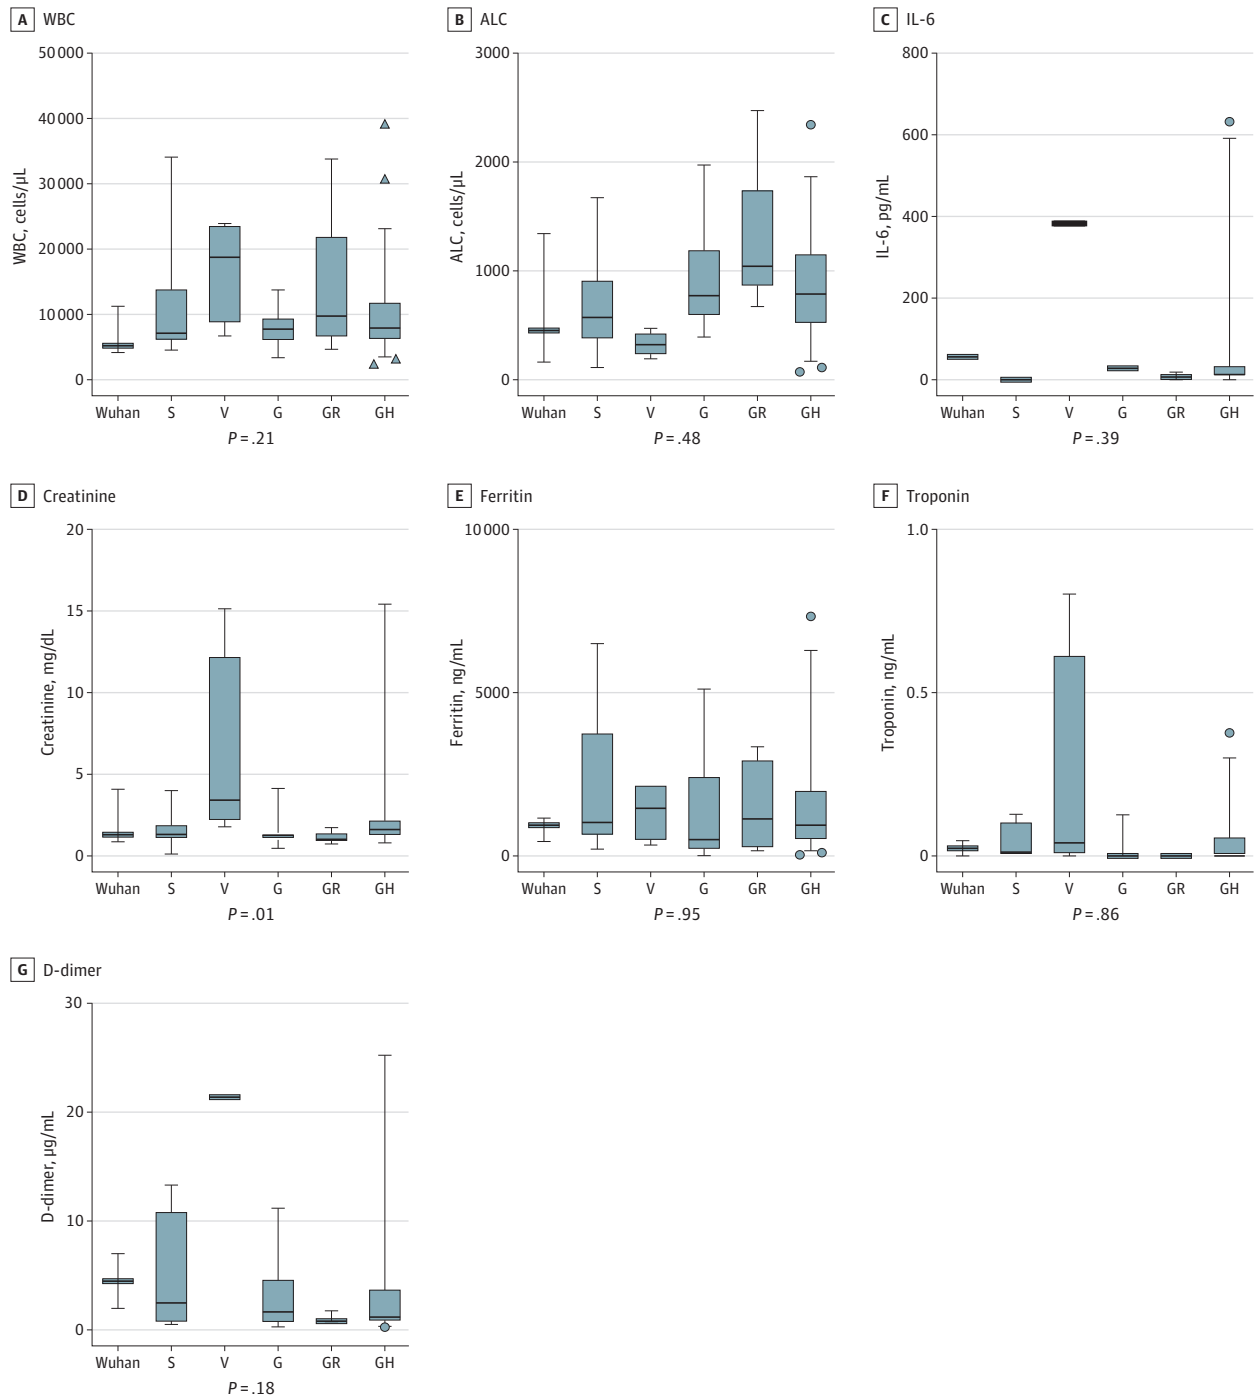 A WBC
50 000
40 000
30 000
20 000
10 000
0
WBC, cells/µL
Wuhan S V G GR GH
P = .21
B ALC
3000
2000
1000
0
ALC, cells/µL
Wuhan S V G GR GH
P = .48
C IL-6
800
600
400
200
0
IL-6, pg/mL
Wuhan S V G GR GH
P = .39
D Creatinine
20
15
10
5
0
Creatinine, mg/dL
Wuhan S V G GR GH
P = .01
E Ferritin
10 000
5000
0
Ferritin, ng/mL
Wuhan S V G GR GH
P = .95
F Troponin
1.0
0.5
0
Troponin, ng/mL
Wuhan S V G GR GH
P = .86
G D-dimer
30
20
10
0
D-dimer, µg/mL
Wuhan S V G GR GH
P = .18